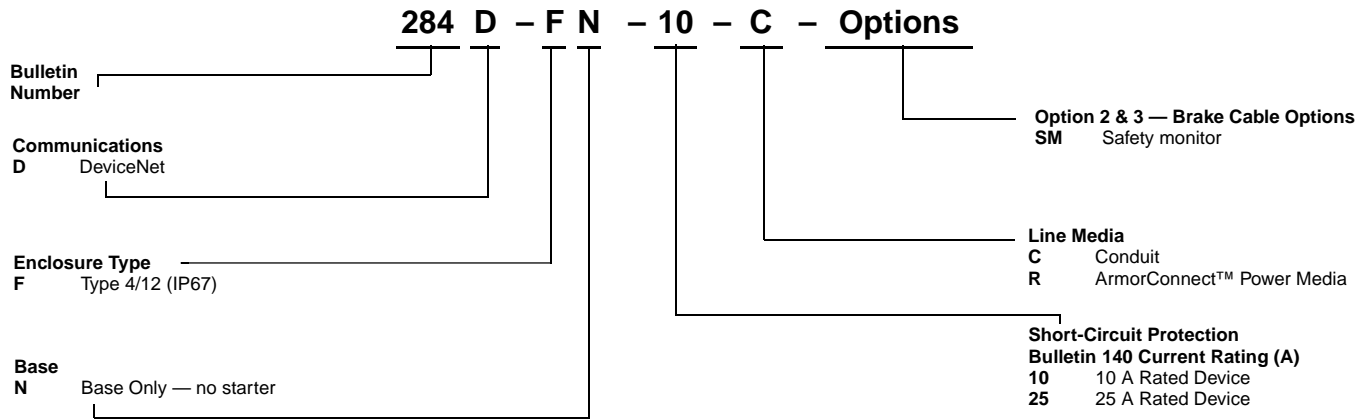 284 D – F N – 10 – C – Options
Bulletin
Number
Communications
D DeviceNet
Enclosure Type
F Type 4/12 (IP67)
Base
N Base Only — no starter
Option 2 & 3 — Brake Cable Options
SM Safety monitor
Line Media
C Conduit
R ArmorConnect™ Power Media
Short-Circuit Protection
Bulletin 140 Current Rating (A)
10 10 A Rated Device
25 25 A Rated Device